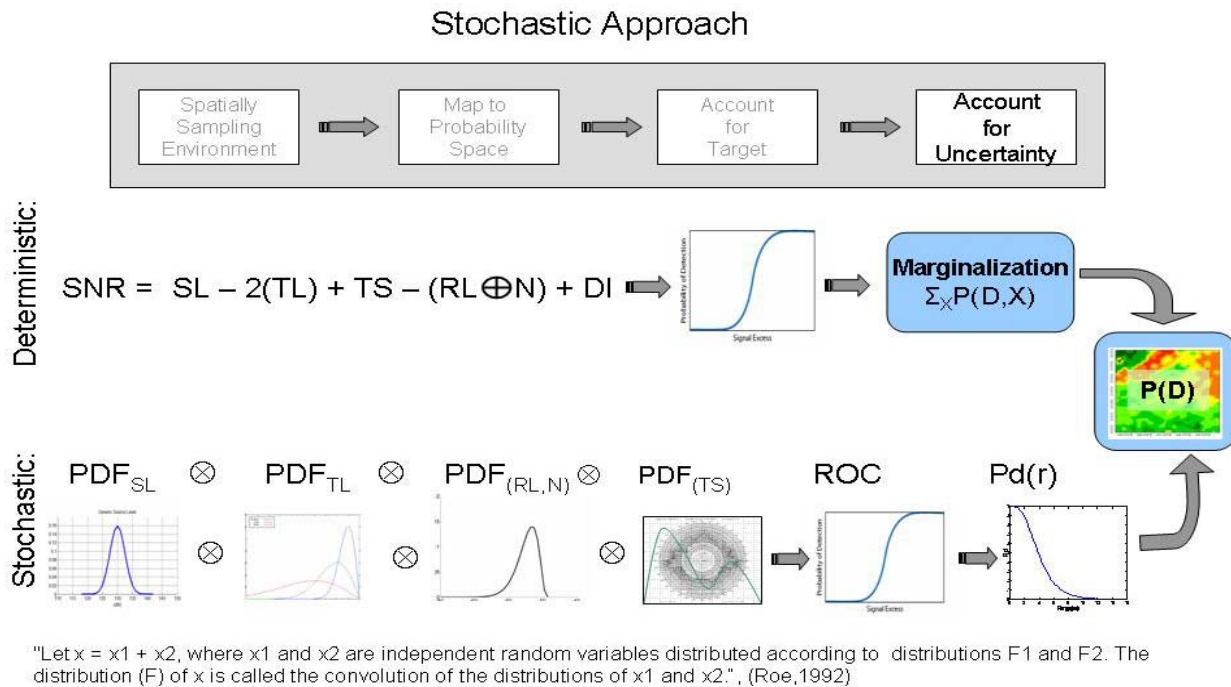 Stochastic Approach
Spatially
Sampling
Environment
Map to
Probability
Space
Account
for
Target
Account
for
Uncertainty
Deterministic:
SNR = SL – 2(TL) + TS – (RL⊕N) + DI
Probability of Detection
Signal Excess
Marginalization
Σ_X P(D,X)
P(D)
Stochastic:
PDF_SL ⊗ PDF_TL ⊗ PDF_(RL,N) ⊗ PDF_(TS) ROC Pd(r)
⊗ ⊗ ⊗
Probability of Detection
Signal Excess
Pd
"Let x = x1 + x2, where x1 and x2 are independent random variables distributed according to distributions F1 and F2. The
distribution (F) of x is called the convolution of the distributions of x1 and x2.", (Roe,1992)